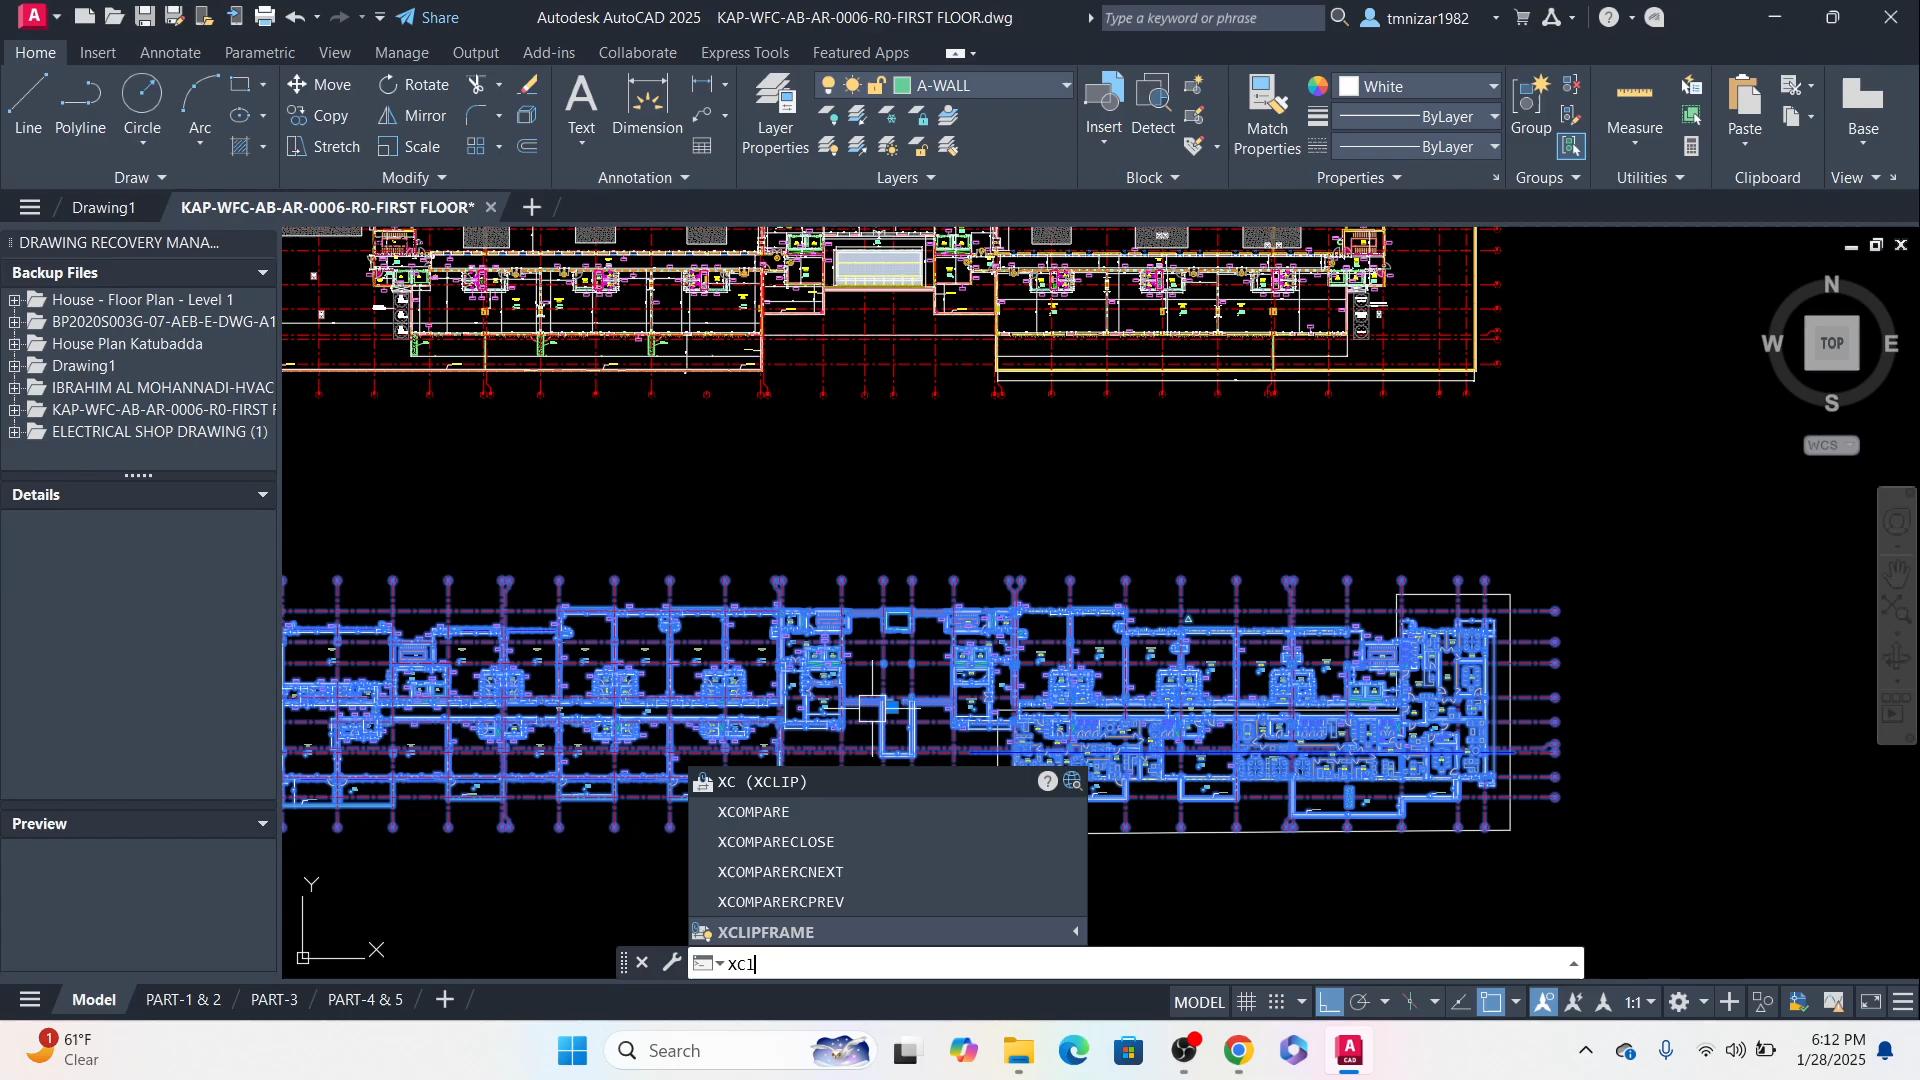 Share
Autodesk AutoCAD 2025 KAP-WFC-AB-AR-0006-R0-FIRST FLOOR.dwg
Type a keyword or phrase
tmnizar1982
Home Insert Annotate Parametric View Manage Output Add-ins Collaborate Express Tools Featured Apps
Line Polyline Circle Arc
Move Rotate
Copy Mirror
Stretch Scale
Text Dimension
Layer Properties
A-WALL
Insert Detect
Match Properties
White
ByLayer
ByLayer
Group Measure Paste Base
Draw Modify Annotation Layers Block Properties Groups Utilities Clipboard View
Drawing1 KAP-WFC-AB-AR-0006-R0-FIRST FLOOR*
DRAWING RECOVERY MANA...
Backup Files
House - Floor Plan - Level 1
BP2020S003G-07-AEB-E-DWG-A1
House Plan Katubadda
Drawing1
IBRAHIM AL MOHANNADI-HVAC
KAP-WFC-AB-AR-0006-R0-FIRST F
ELECTRICAL SHOP DRAWING (1)
Details
Preview
N
W TOP E
S
WCS
Y
X
XC (XCLIP)
XCOMPARE
XCOMPARECLOSE
XCOMPARERCNEXT
XCOMPARERCPREV
XCLIPFRAME
XCl
Model PART-1 & 2 PART-3 PART-4 & 5
MODEL 1:1
1
61°F
Clear
Search
CAD
6:12 PM
1/28/2025